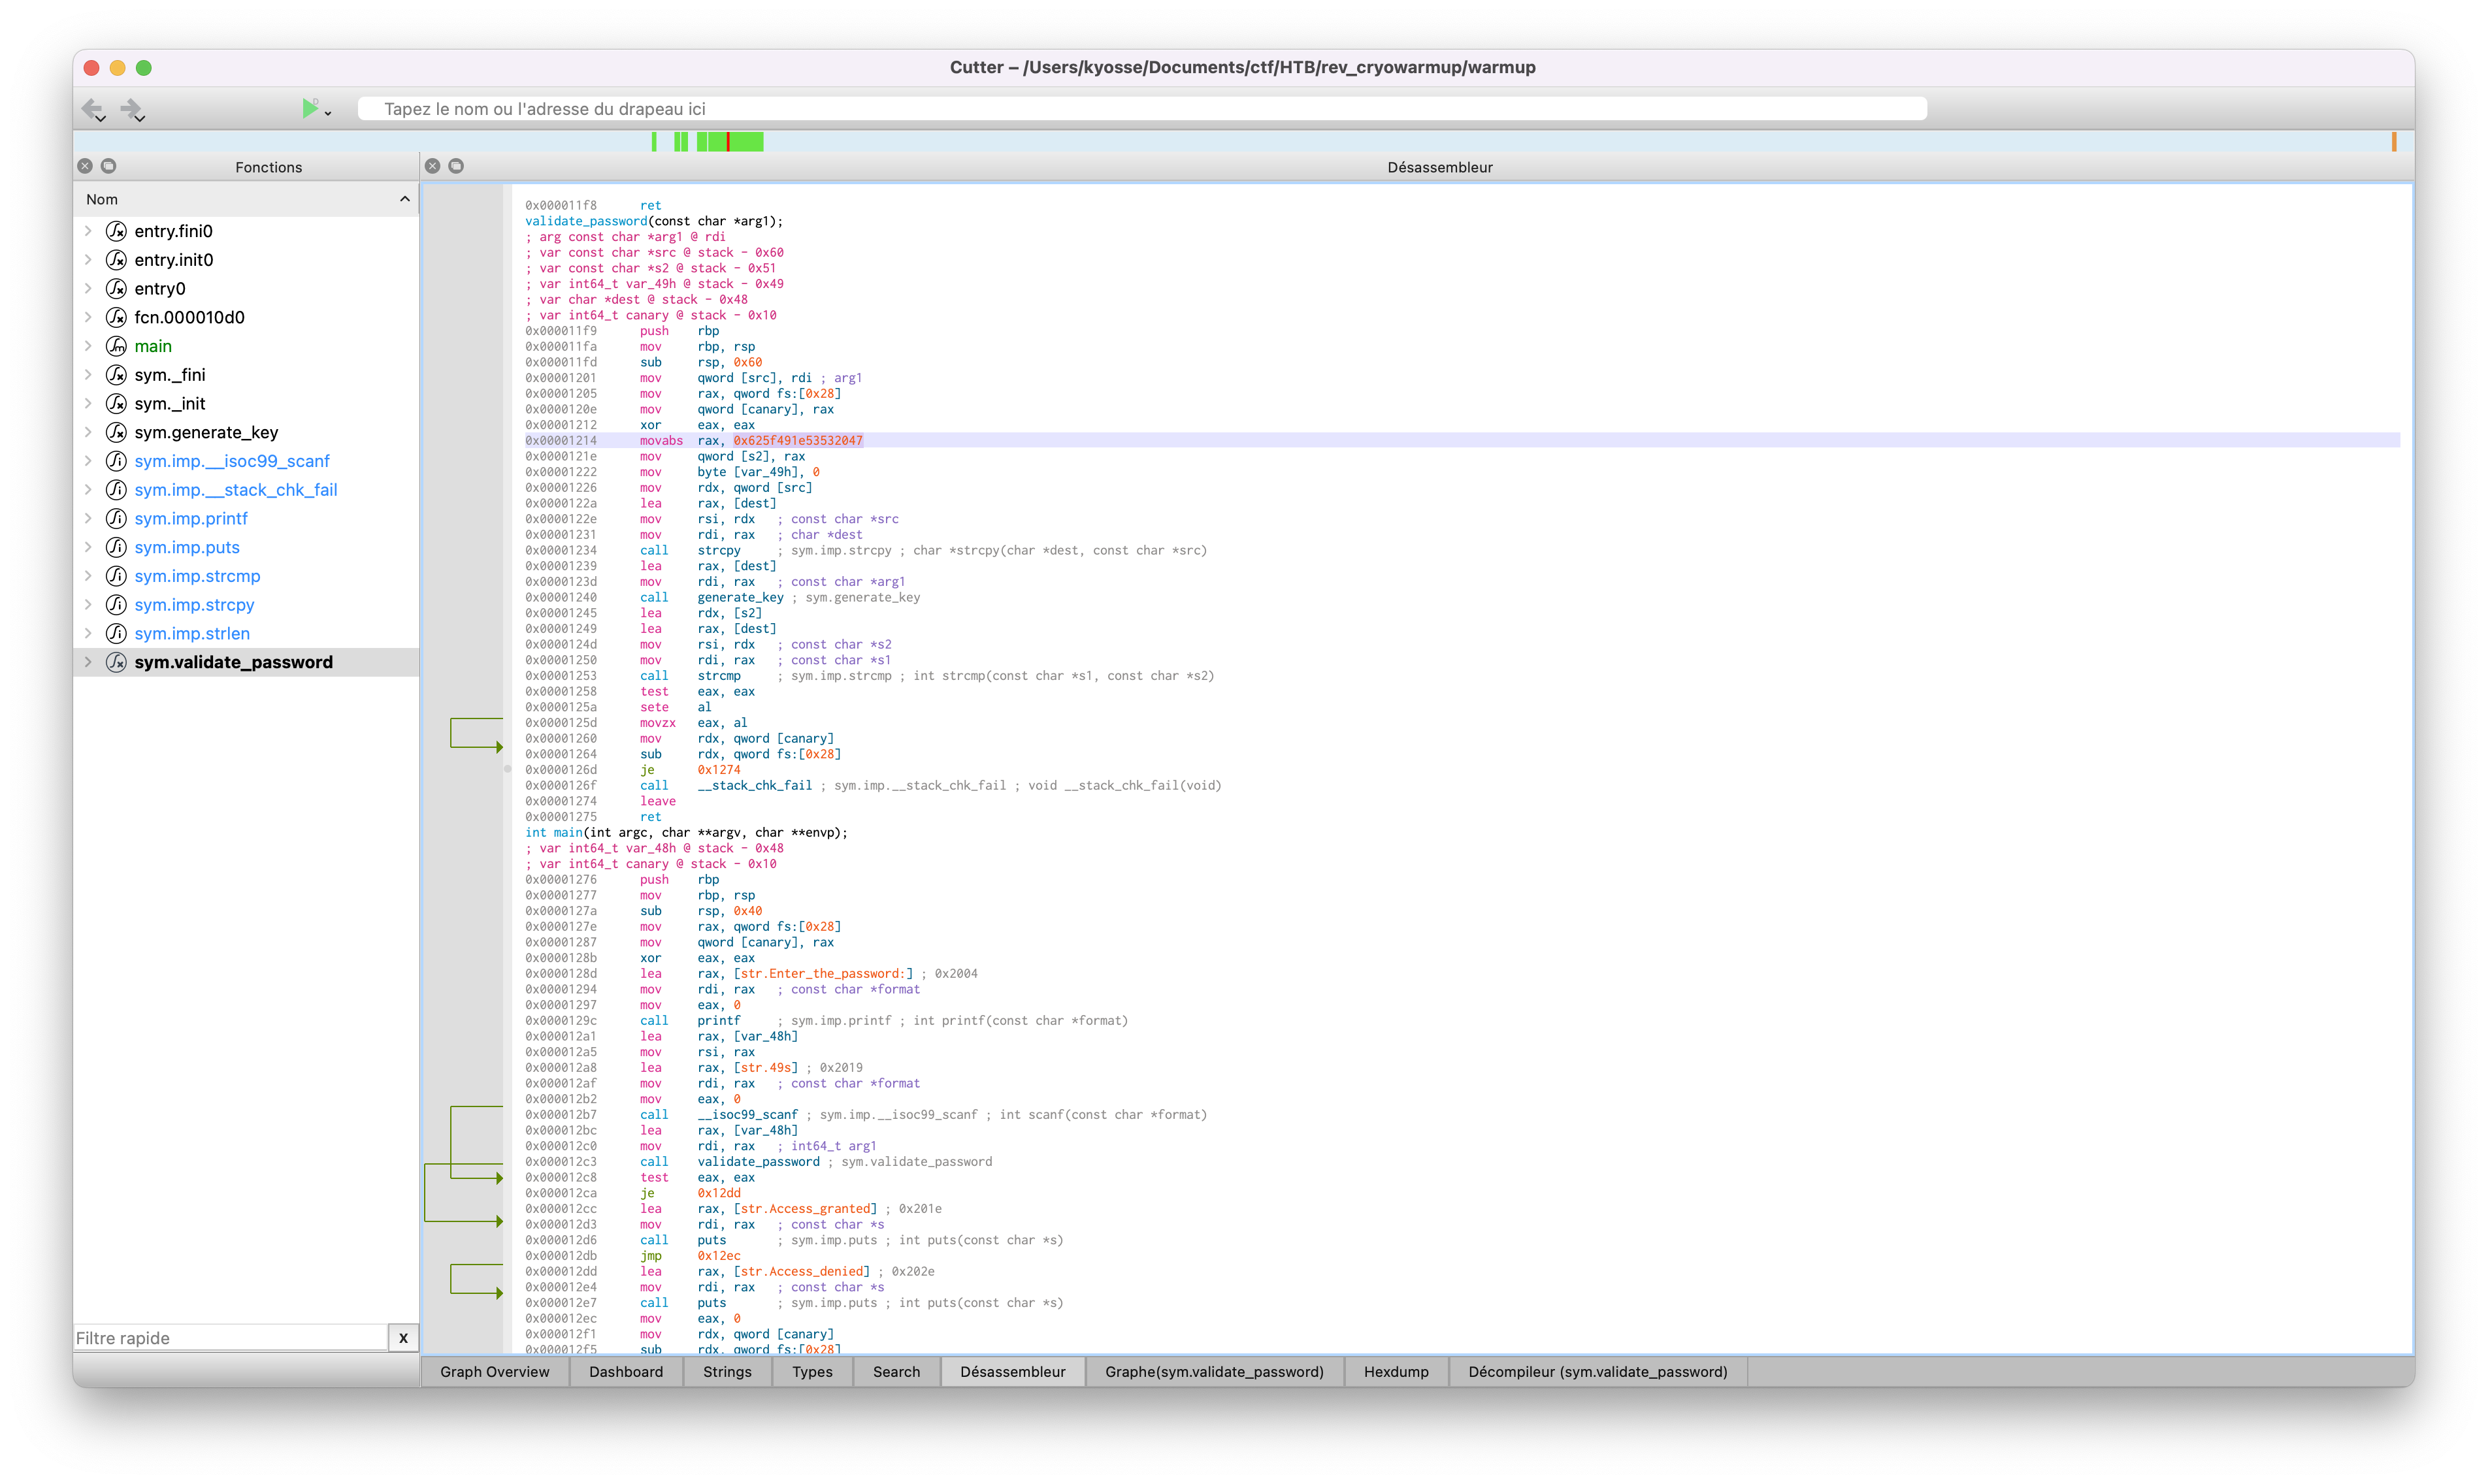 Cutter – /Users/kyosse/Documents/ctf/HTB/rev_cryowarmup/warmup
Tapez le nom ou l'adresse du drapeau ici
Fonctions
Nom
entry.fini0
entry.init0
entry0
fcn.000010d0
main
sym._fini
sym._init
sym.generate_key
sym.imp.__isoc99_scanf
sym.imp.__stack_chk_fail
sym.imp.printf
sym.imp.puts
sym.imp.strcmp
sym.imp.strcpy
sym.imp.strlen
sym.validate_password
Filtre rapide
X
Désassembleur
0x000011f8 ret
validate_password(const char *arg1);
; arg const char *arg1 @ rdi
; var const char *src @ stack - 0x60
; var const char *s2 @ stack - 0x51
; var int64_t var_49h @ stack - 0x49
; var char *dest @ stack - 0x48
; var int64_t canary @ stack - 0x10
0x000011f9 push rbp
0x000011fa mov rbp, rsp
0x000011fd sub rsp, 0x60
0x00001201 mov qword [src], rdi ; arg1
0x00001205 mov rax, qword fs:[0x28]
0x0000120e mov qword [canary], rax
0x00001212 xor eax, eax
0x00001214 movabs rax, 0x625f491e53532047
0x0000121e mov qword [s2], rax
0x00001222 mov byte [var_49h], 0
0x00001226 mov rdx, qword [src]
0x0000122a lea rax, [dest]
0x0000122e mov rsi, rdx ; const char *src
0x00001231 mov rdi, rax ; char *dest
0x00001234 call strcpy ; sym.imp.strcpy ; char *strcpy(char *dest, const char *src)
0x00001239 lea rax, [dest]
0x0000123d mov rdi, rax ; const char *arg1
0x00001240 call generate_key ; sym.generate_key
0x00001245 lea rdx, [s2]
0x00001249 lea rax, [dest]
0x0000124d mov rsi, rdx ; const char *s2
0x00001250 mov rdi, rax ; const char *s1
0x00001253 call strcmp ; sym.imp.strcmp ; int strcmp(const char *s1, const char *s2)
0x00001258 test eax, eax
0x0000125a sete al
0x0000125d movzx eax, al
0x00001260 mov rdx, qword [canary]
0x00001264 sub rdx, qword fs:[0x28]
0x0000126d je 0x1274
0x0000126f call __stack_chk_fail ; sym.imp.__stack_chk_fail ; void __stack_chk_fail(void)
0x00001274 leave
0x00001275 ret
int main(int argc, char **argv, char **envp);
; var int64_t var_48h @ stack - 0x48
; var int64_t canary @ stack - 0x10
0x00001276 push rbp
0x00001277 mov rbp, rsp
0x0000127a sub rsp, 0x40
0x0000127e mov rax, qword fs:[0x28]
0x00001287 mov qword [canary], rax
0x0000128b xor eax, eax
0x0000128d lea rax, [str.Enter_the_password:] ; 0x2004
0x00001294 mov rdi, rax ; const char *format
0x00001297 mov eax, 0
0x0000129c call printf ; sym.imp.printf ; int printf(const char *format)
0x000012a1 lea rax, [var_48h]
0x000012a5 mov rsi, rax
0x000012a8 lea rax, [str.49s] ; 0x2019
0x000012af mov rdi, rax ; const char *format
0x000012b2 mov eax, 0
0x000012b7 call __isoc99_scanf ; sym.imp.__isoc99_scanf ; int scanf(const char *format)
0x000012bc lea rax, [var_48h]
0x000012c0 mov rdi, rax ; int64_t arg1
0x000012c3 call validate_password ; sym.validate_password
0x000012c8 test eax, eax
0x000012ca je 0x12dd
0x000012cc lea rax, [str.Access_granted] ; 0x201e
0x000012d3 mov rdi, rax ; const char *s
0x000012d6 call puts ; sym.imp.puts ; int puts(const char *s)
0x000012db jmp 0x12ec
0x000012dd lea rax, [str.Access_denied] ; 0x202e
0x000012e4 mov rdi, rax ; const char *s
0x000012e7 call puts ; sym.imp.puts ; int puts(const char *s)
0x000012ec mov eax, 0
0x000012f1 mov rdx, qword [canary]
0x000012f5 sub rdx, qword fs:[0x28]
Graph Overview
Dashboard
Strings
Types
Search
Désassembleur
Graphe(sym.validate_password)
Hexdump
Décompileur (sym.validate_password)